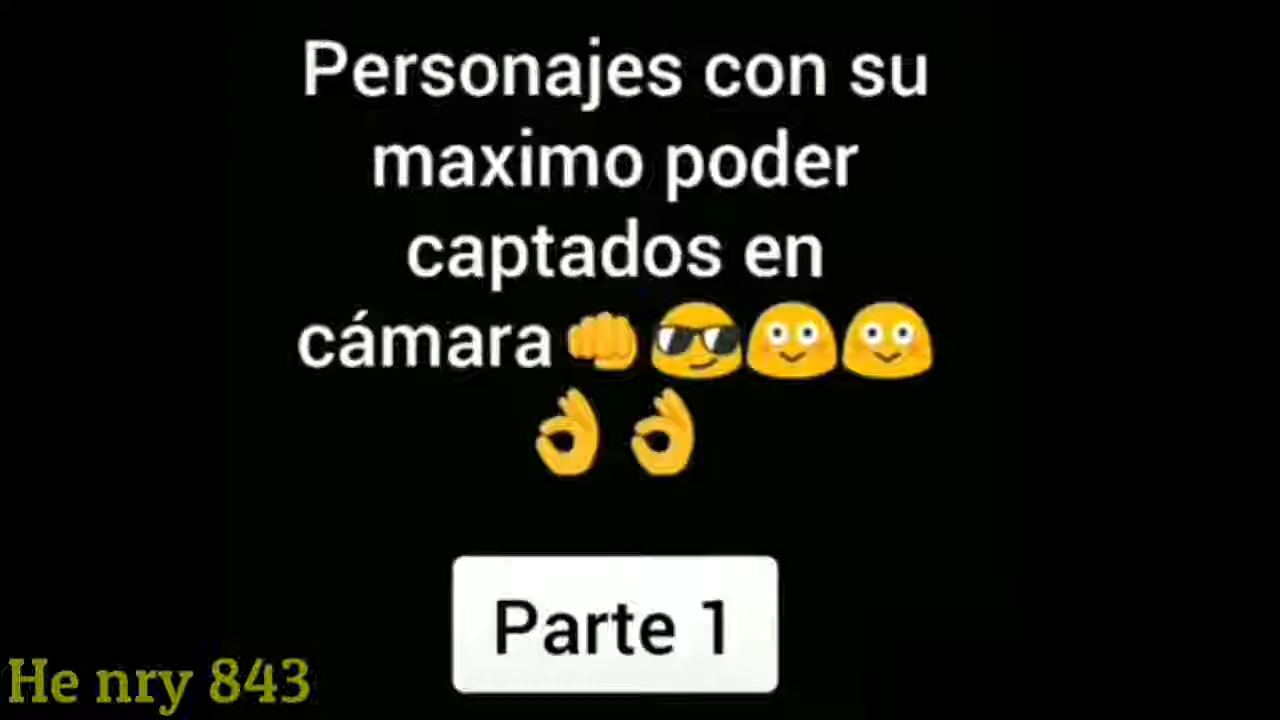 Personajes con su
maximo poder
captados en
cámara👊😎🙂🙂
👌👌
Parte 1
He nry 843